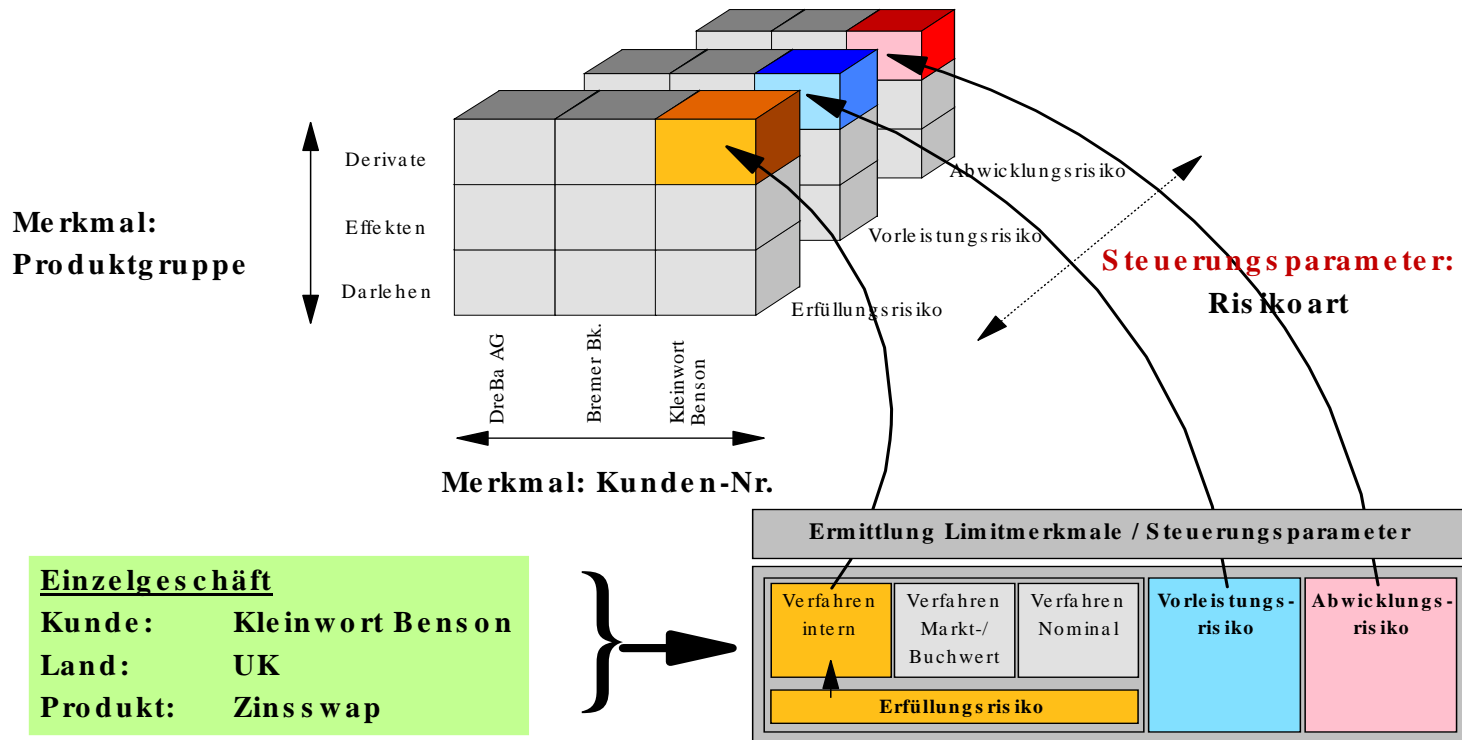 Derivate
Effekten
Darlehen
Merkmal:
Produktgruppe
Abwicklungsrisiko
Vorleistungsrisiko
Erfüllungsrisiko
Steuerungsparameter:
Risikoart
DreBa AG
Bremer Bk.
Kleinwort
Benson
Merkmal: Kunden-Nr.
Einzelgeschäft
Kunde: Kleinwort Benson
Land: UK
Produkt: Zinsswap
Ermittlung Limitmerkmale / Steuerungsparameter
Verfahren
intern
Verfahren
Markt-/
Buchwert
Verfahren
Nominal
Erfüllungsrisiko
Vorleistungs-
risiko
Abwicklungs-
risiko